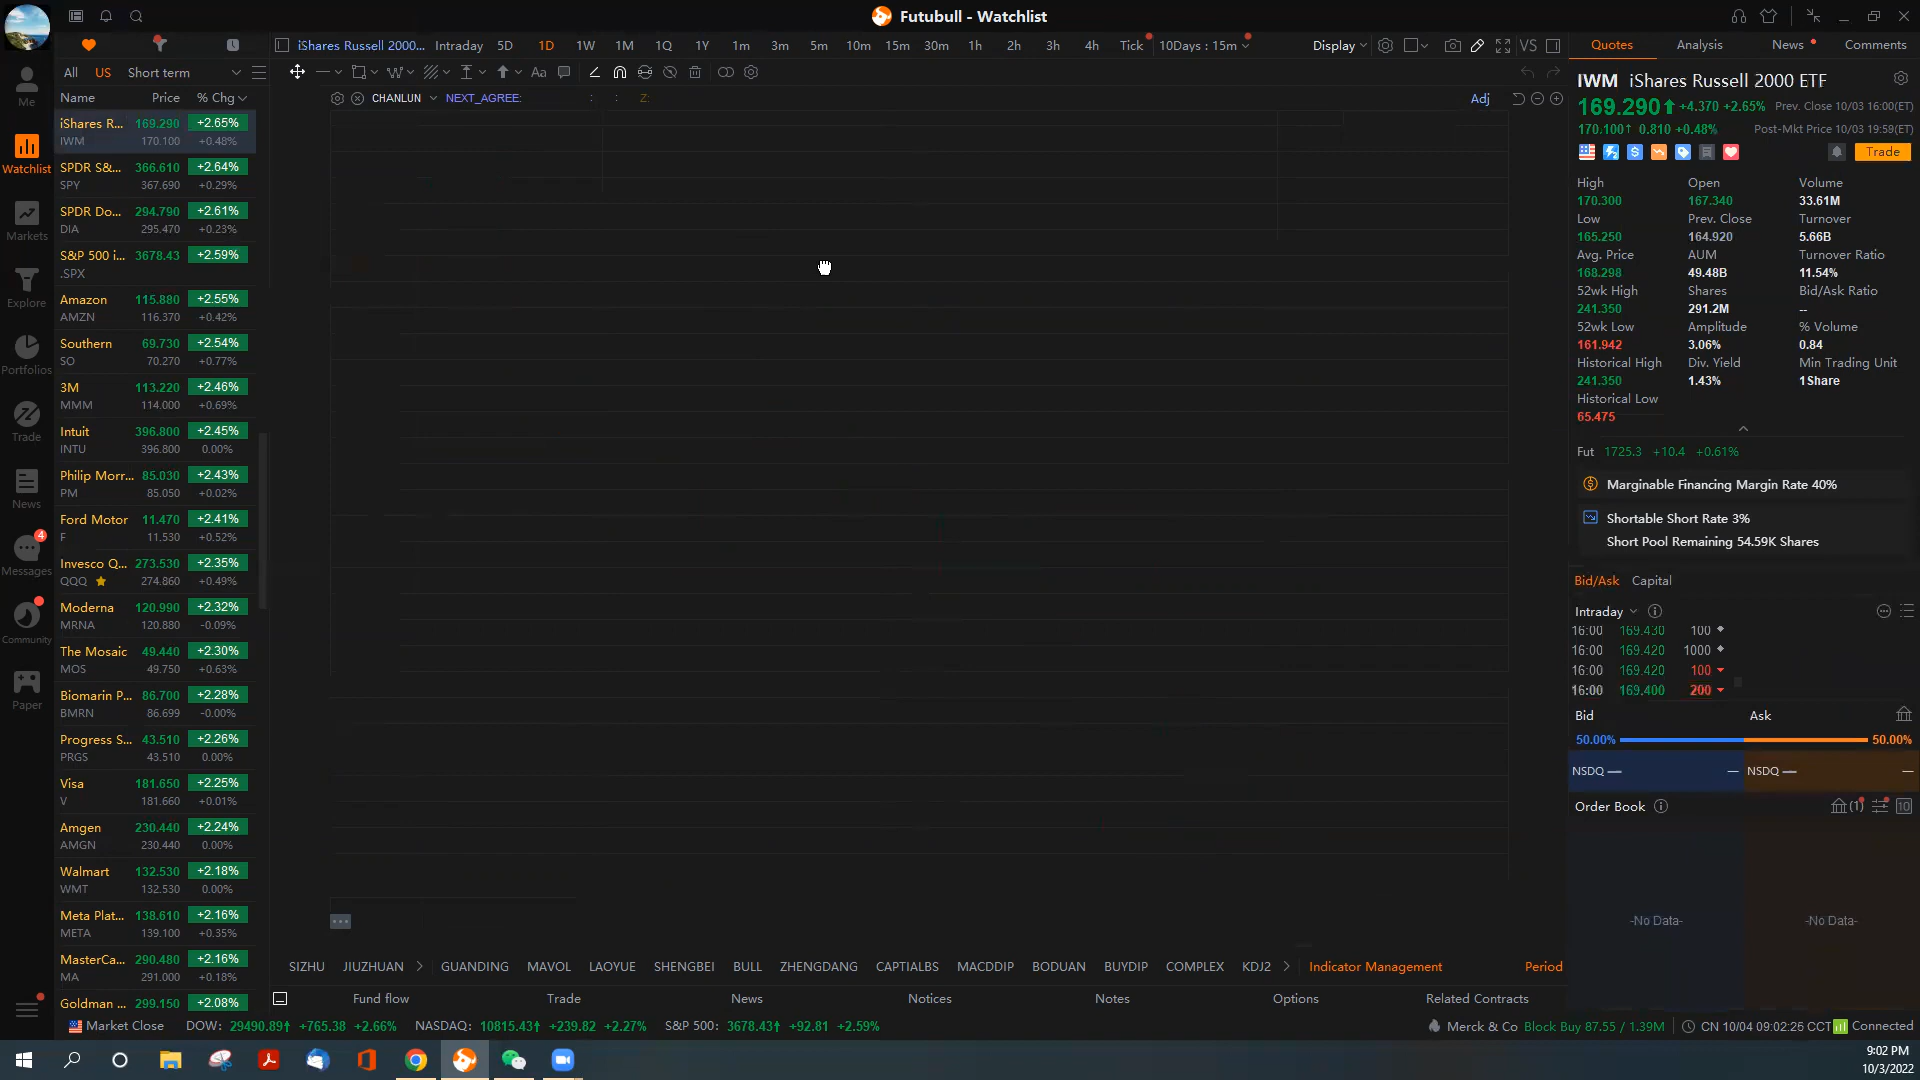 Futubull - Watchlist
iShares Russell 2000... Intraday 5D 1D 1W 1M 1Q 1Y 1m 3m 5m 10m 15m 30m 1h 2h 3h 4h Tick 10Days : 15m Display VS Quotes Analysis News Comments
All US Short term
Aa
Name Price % Chg
CHANLUN NEXT_AGREE: : : Z: Adj
Me
Watchlist
Markets
Explore
Portfolios
Trade
News
4
Messages
Community
Paper
iShares R... 169.290 +2.65%
IWM 170.100 +0.48%
SPDR S&... 366.610 +2.64%
SPY 367.690 +0.29%
SPDR Do... 294.790 +2.61%
DIA 295.470 +0.23%
S&P 500 i... 3678.43 +2.59%
.SPX
Amazon 115.880 +2.55%
AMZN 116.370 +0.42%
Southern 69.730 +2.54%
SO 70.270 +0.77%
3M 113.220 +2.46%
MMM 114.000 +0.69%
Intuit 396.800 +2.45%
INTU 396.800 0.00%
Philip Morr... 85.030 +2.43%
PM 85.050 +0.02%
Ford Motor 11.470 +2.41%
F 11.530 +0.52%
Invesco Q... 273.530 +2.35%
QQQ 274.860 +0.49%
Moderna 120.990 +2.32%
MRNA 120.880 -0.09%
The Mosaic 49.440 +2.30%
MOS 49.750 +0.63%
Biomarin P... 86.700 +2.28%
BMRN 86.699 -0.00%
Progress S... 43.510 +2.26%
PRGS 43.510 0.00%
Visa 181.650 +2.25%
V 181.660 +0.01%
Amgen 230.440 +2.24%
AMGN 230.440 0.00%
Walmart 132.530 +2.18%
WMT 132.530 0.00%
Meta Plat... 138.610 +2.16%
META 139.100 +0.35%
MasterCa... 290.480 +2.16%
MA 291.000 +0.18%
Goldman ... 299.150 +2.08%
IWM iShares Russell 2000 ETF
169.290 +4.370 +2.65% Prev. Close 10/03 16:00(ET)
170.100 0.810 +0.48% Post-Mkt Price 10/03 19:59(ET)
Trade
High Open Volume
170.300 167.340 33.61M
Low Prev. Close Turnover
165.250 164.920 5.66B
Avg. Price AUM Turnover Ratio
168.298 49.48B 11.54%
52wk High Shares Bid/Ask Ratio
241.350 291.2M --
52wk Low Amplitude % Volume
161.942 3.06% 0.84
Historical High Div. Yield Min Trading Unit
241.350 1.43% 1Share
Historical Low
65.475
Fut 1725.3 +10.4 +0.61%
Marginable Financing Margin Rate 40%
Shortable Short Rate 3%
Short Pool Remaining 54.59K Shares
Bid/Ask Capital
Intraday
16:00 169.430 100
16:00 169.420 1000
16:00 169.420 100
16:00 169.400 200
Bid Ask
50.00% 50.00%
NSDQ — — NSDQ — —
Order Book (1) 10
-No Data- -No Data-
SIZHU JIUZHUAN GUANDING MAVOL LAOYUE SHENGBEI BULL ZHENGDANG CAPTIALBS MACDDIP BODUAN BUYDIP COMPLEX KDJ2 Indicator Management Period
Fund flow Trade News Notices Notes Options Related Contracts
Market Close DOW: 29490.89 +765.38 +2.66% NASDAQ: 10815.43 +239.82 +2.27% S&P 500: 3678.43 +92.81 +2.59% Merck & Co Block Buy 87.55 / 1.39M CN 10/04 09:02:26 CCT Connected
9:02 PM
10/3/2022